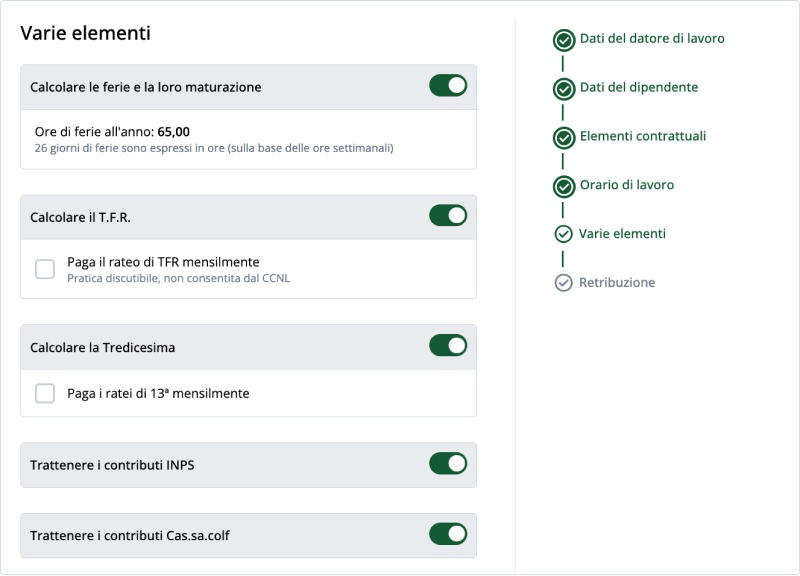 Varie elementi
Calcolare le ferie e la loro maturazione
Ore di ferie all'anno: 65,00
26 giorni di ferie sono espressi in ore (sulla base delle ore settimanali)
Calcolare il T.F.R.
Paga il rateo di TFR mensilmente
Pratica discutibile, non consentita dal CCNL
Calcolare la Tredicesima
Paga i ratei di 13ª mensilmente
Trattenere i contributi INPS
Trattenere i contributi Cas.sa.colf
Dati del datore di lavoro
Dati del dipendente
Elementi contrattuali
Orario di lavoro
Varie elementi
Retribuzione